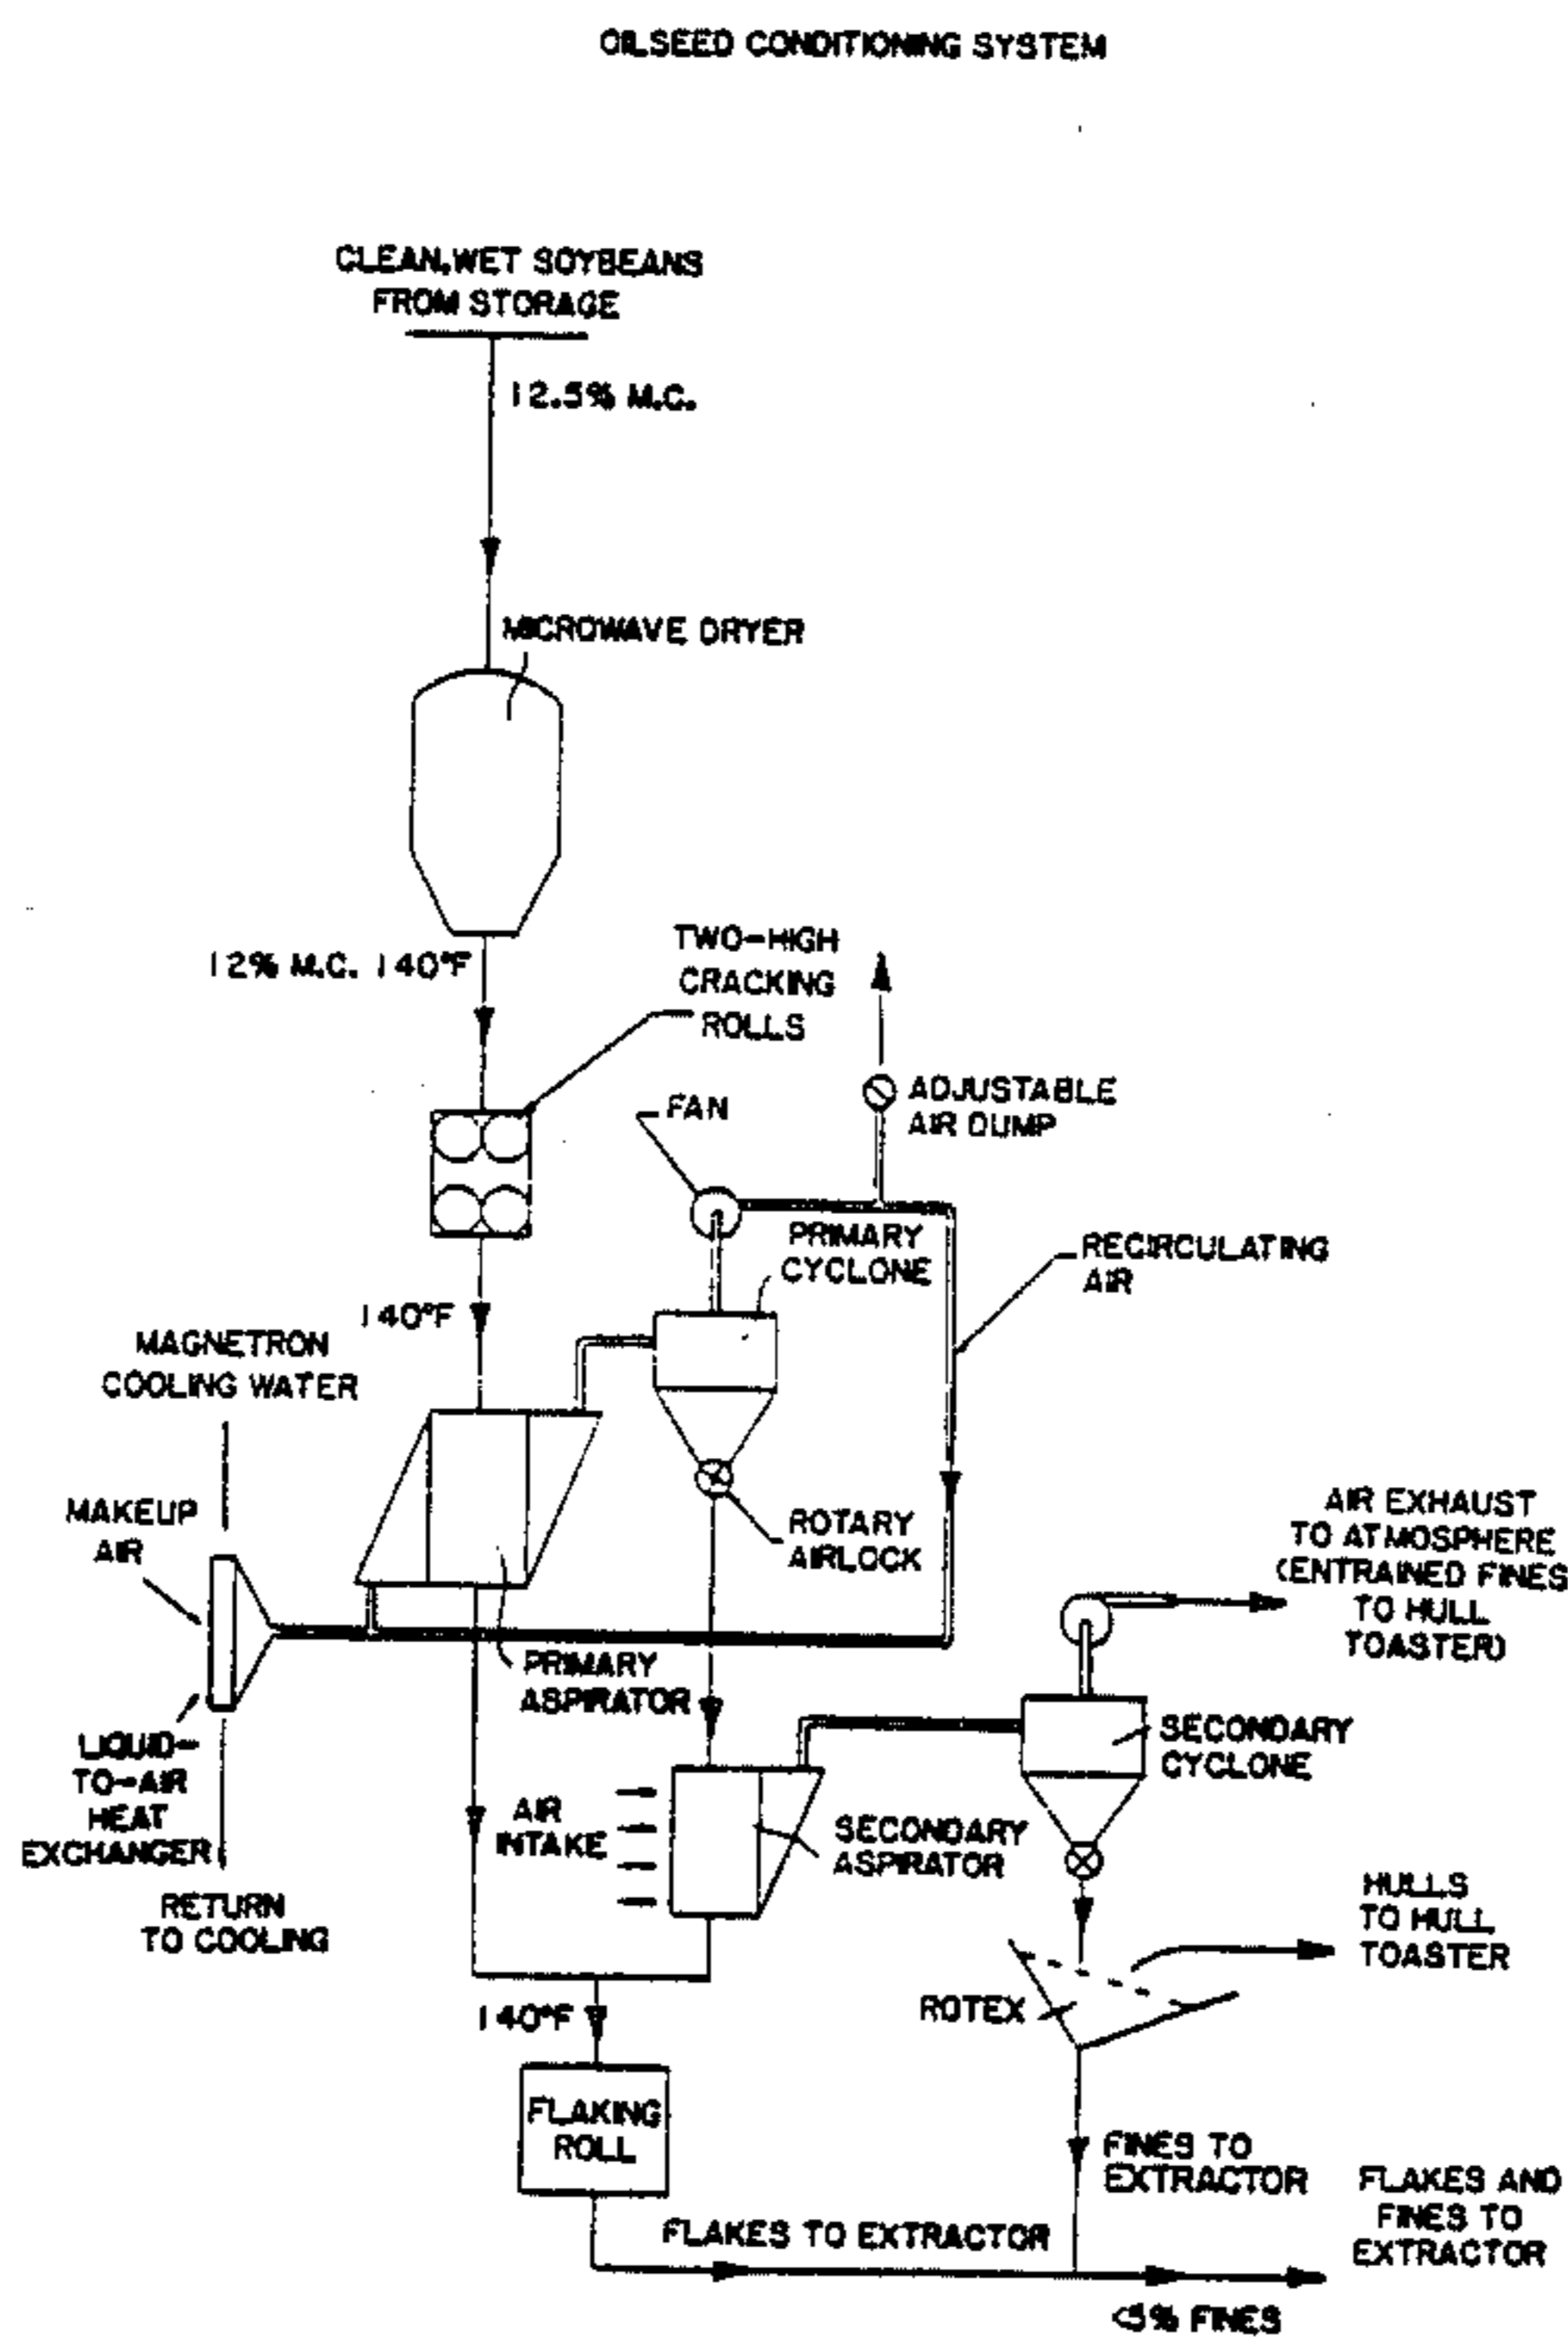 OILSEED CONDITIONING SYSTEM
CLEAN, WET SOYBEANS
FROM STORAGE
12.5% M.C.
MICROWAVE DRYER
12% M.C. 140°F
TWO-HIGH
CRACKING
ROLLS
FAN
ADJUSTABLE
AIR DUMP
PRIMARY
CYCLONE
RECIRCULATING
AIR
140°F
MAGNETRON
COOLING WATER
MAKEUP
AIR
ROTARY
AIRLOCK
AIR EXHAUST
TO ATMOSPHERE
(ENTRAINED FINES
TO HULL
TOASTER)
PRIMARY
ASPIRATOR
LIQUID-
TO-AIR
HEAT
EXCHANGER
SECONDARY
CYCLONE
AIR
INTAKE
SECONDARY
ASPIRATOR
RETURN
TO COOLING
HULLS
TO HULL
TOASTER
ROTEX
140°F
FLAKING
ROLL
FINES TO
EXTRACTOR
FLAKES AND
FINES TO
EXTRACTOR
FLAKES TO EXTRACTOR
<5% FINES